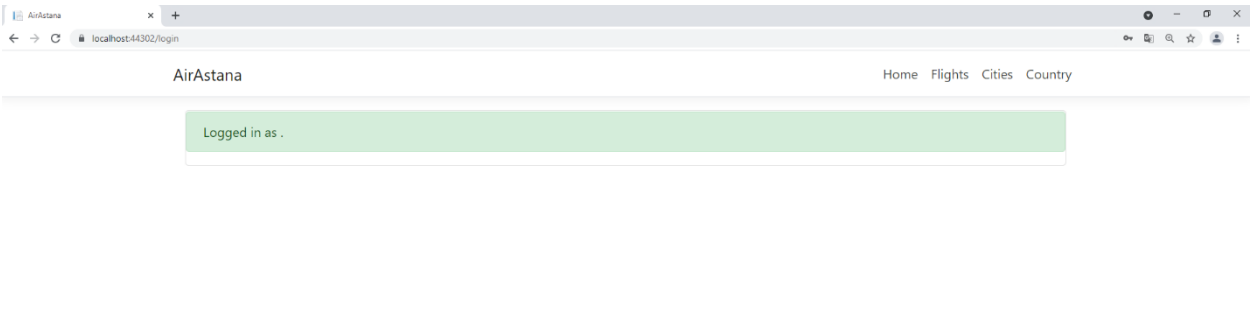 AirAstana
localhost:44302/login
AirAstana
Home Flights Cities Country
Logged in as .